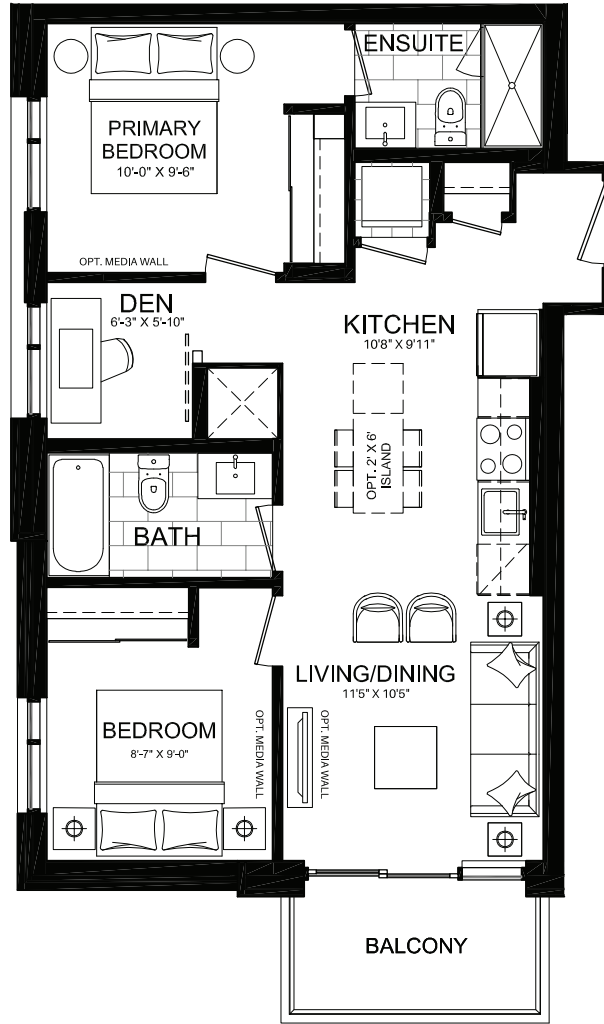 ENSUITE
PRIMARY
BEDROOM
10'-0" X 9'-6"
OPT. MEDIA WALL
DEN
6'-3" X 5'-10"
KITCHEN
10'8" X 9'11"
OPT. 2' X 6'
ISLAND
BATH
LIVING/DINING
11'5" X 10'5"
BEDROOM
8'-7" X 9'-0"
OPT. MEDIA WALL
OPT. MEDIA WALL
BALCONY